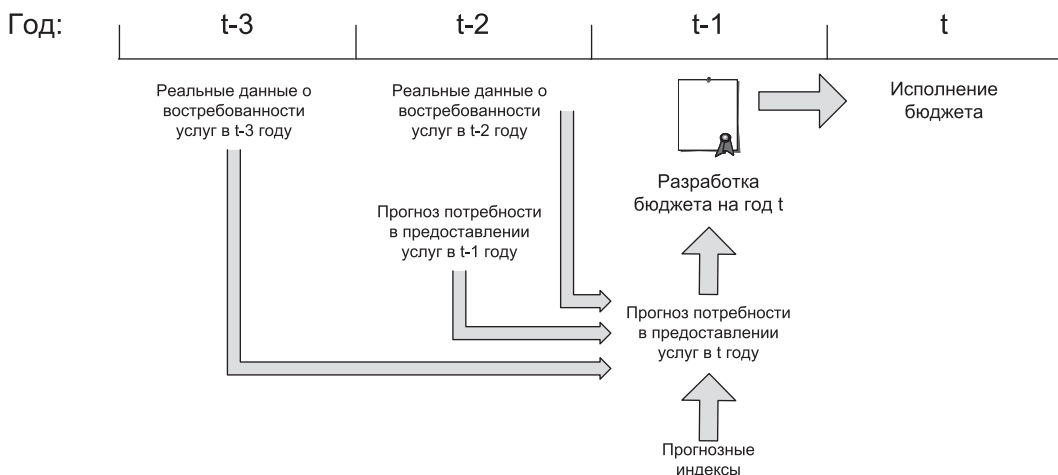 Год: t-3 t-2 t-1 t
Реальные данные о
востребованности
услуг в t-3 году
Реальные данные о
востребованности
услуг в t-2 году
Прогноз потребности
в предоставлении
услуг в t-1 году
Разработка
бюджета на год t
Исполнение
бюджета
Прогноз потребности
в предоставлении
услуг в t году
Прогнозные
индексы